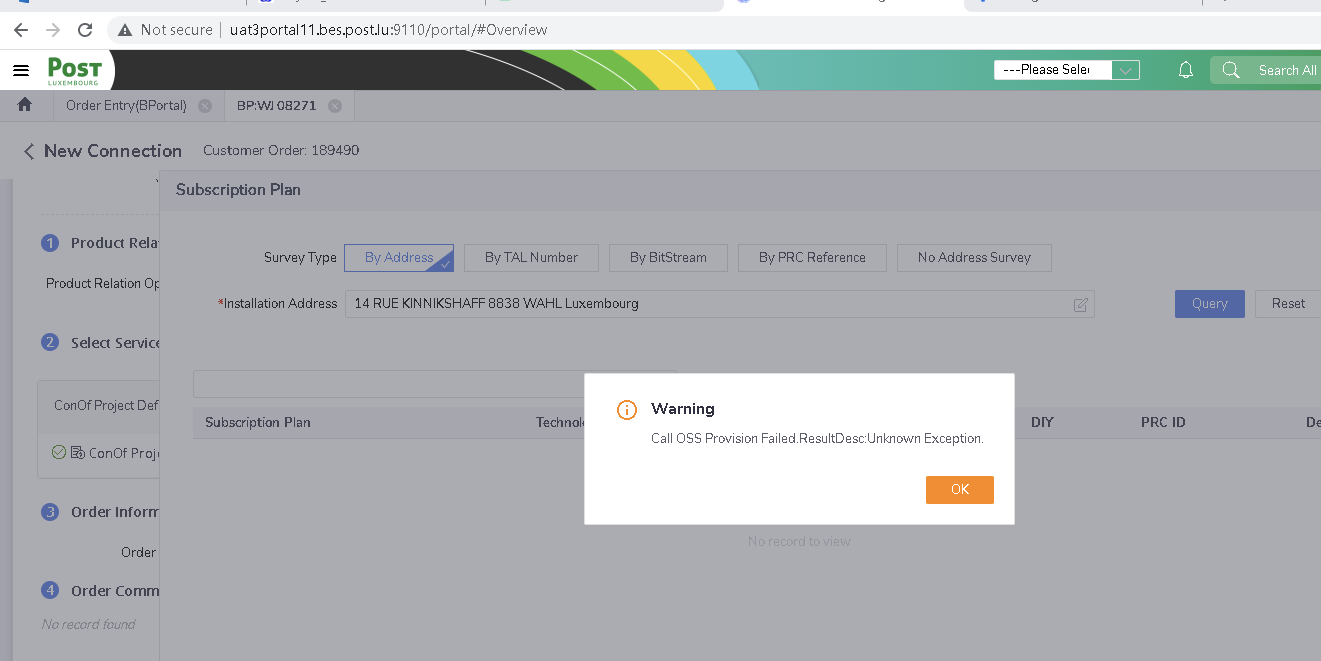 Not secure | uat3portal11.bes.post.lu:9110/portal/#Overview
POST
LUXEMBOURG
---Please Sele
Search All
Order Entry(BPortal)
BP:WJ 08271
New Connection
Customer Order: 189490
Subscription Plan
1 Product Rela
Survey Type
By Address
By TAL Number
By BitStream
By PRC Reference
No Address Survey
Product Relation Op
*Installation Address
14 RUE KINNIKSHAFF 8838 WAHL Luxembourg
Query
Reset
2 Select Service
ConOf Project Def
Subscription Plan
Technol
DIY
PRC ID
De
Warning
Call OSS Provision Failed.ResultDesc:Unknown Exception.
ConOf Proje
OK
3 Order Inform
No record to view
Order
4 Order Comm
No record found